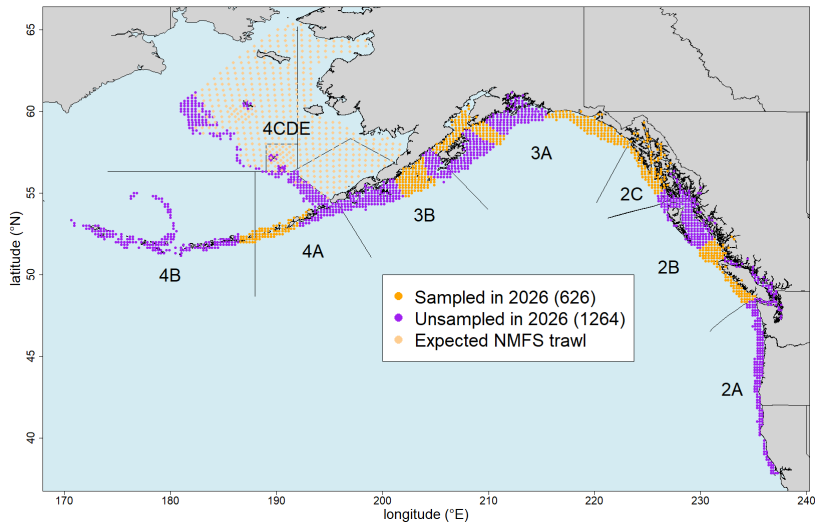 65
60
55
50
45
40
latitude (°N)
4CDE
3A
2C
3B
4A
2B
4B
Sampled in 2026 (626)
Unsampled in 2026 (1264)
Expected NMFS trawl
2A
170
180
190
200
210
220
230
240
longitude (°E)